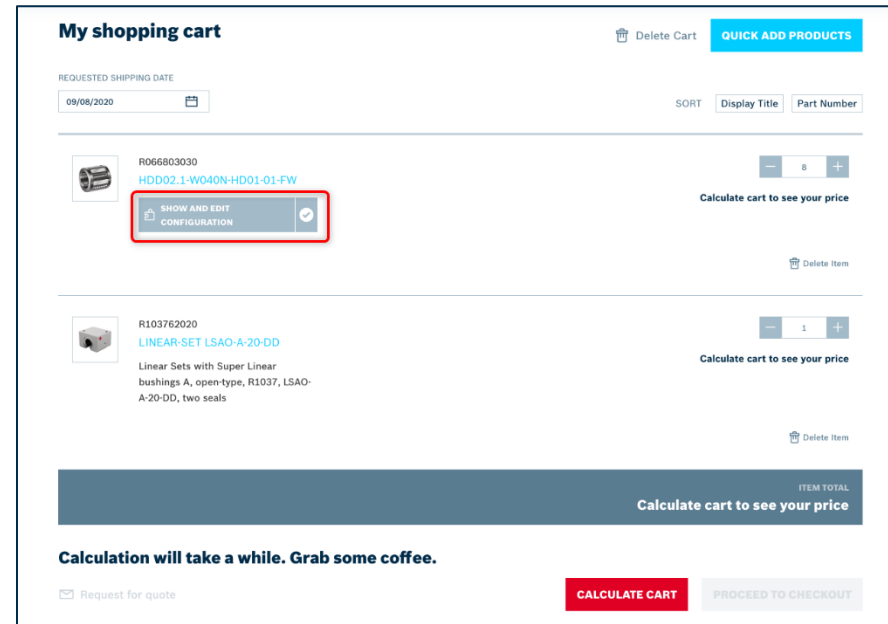 My shopping cart
Delete Cart
QUICK ADD PRODUCTS
REQUESTED SHIPPING DATE
09/08/2020
SORT
Display Title
Part Number
R066803030
HDD02.1-W040N-HD01-01-FW
SHOW AND EDIT
CONFIGURATION
8
Calculate cart to see your price
Delete Item
R103762020
LINEAR-SET LSAO-A-20-DD
Linear Sets with Super Linear
bushings A, open-type, R1037, LSAO-
A-20-DD, two seals
1
Calculate cart to see your price
Delete Item
ITEM TOTAL
Calculate cart to see your price
Calculation will take a while. Grab some coffee.
Request for quote
CALCULATE CART
PROCEED TO CHECKOUT